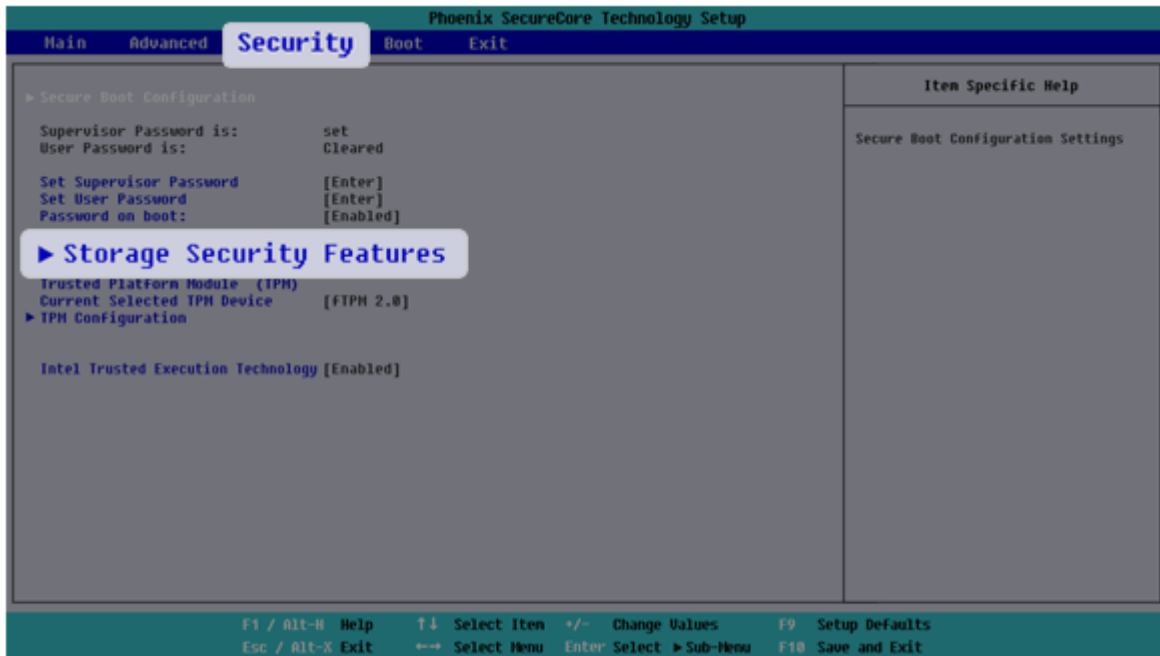 Phoenix SecureCore Technology Setup
Main Advanced Security Boot Exit
▶ Secure Boot Configuration
Item Specific Help
Supervisor Password is: set
Secure Boot Configuration Settings
User Password is: Cleared
Set Supervisor Password [Enter]
Set User Password [Enter]
Password on boot: [Enabled]
▶ Storage Security Features
Trusted Platform Module (TPM)
Current Selected TPM Device [fTPM 2.0]
▶ TPM Configuration
Intel Trusted Execution Technology [Enabled]
F1 / Alt-H Help ↑↓ Select Item +/- Change Values F9 Setup Defaults
Esc / Alt-X Exit ←→ Select Menu Enter Select ▶ Sub-Menu F10 Save and Exit